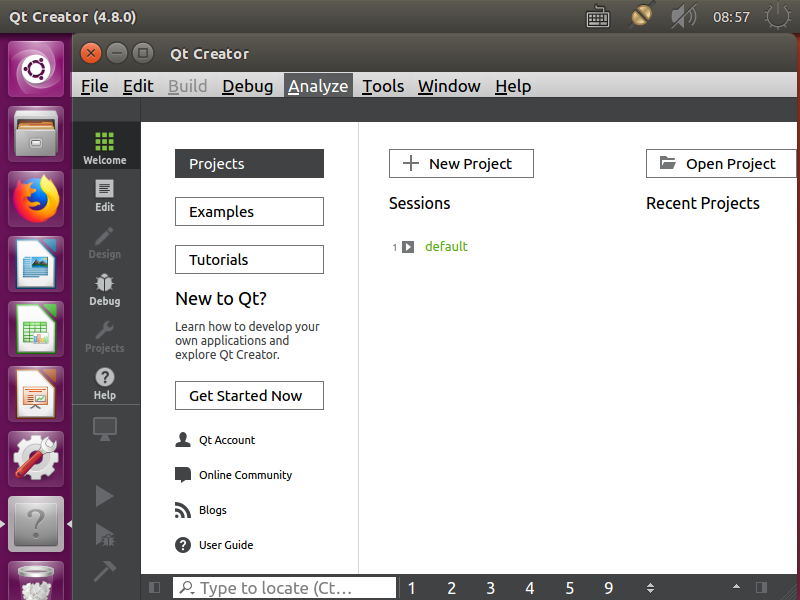 Qt Creator (4.8.0)
08:57
Qt Creator
File Edit Build Debug Analyze Tools Window Help
Welcome
Edit
Design
Debug
Projects
Help
Projects
Examples
Tutorials
New to Qt?
Learn how to develop your
own applications and
explore Qt Creator.
Get Started Now
Qt Account
Online Community
Blogs
User Guide
New Project
Open Project
Sessions
Recent Projects
1 default
Type to locate (Ct...
1 2 3 4 5 9